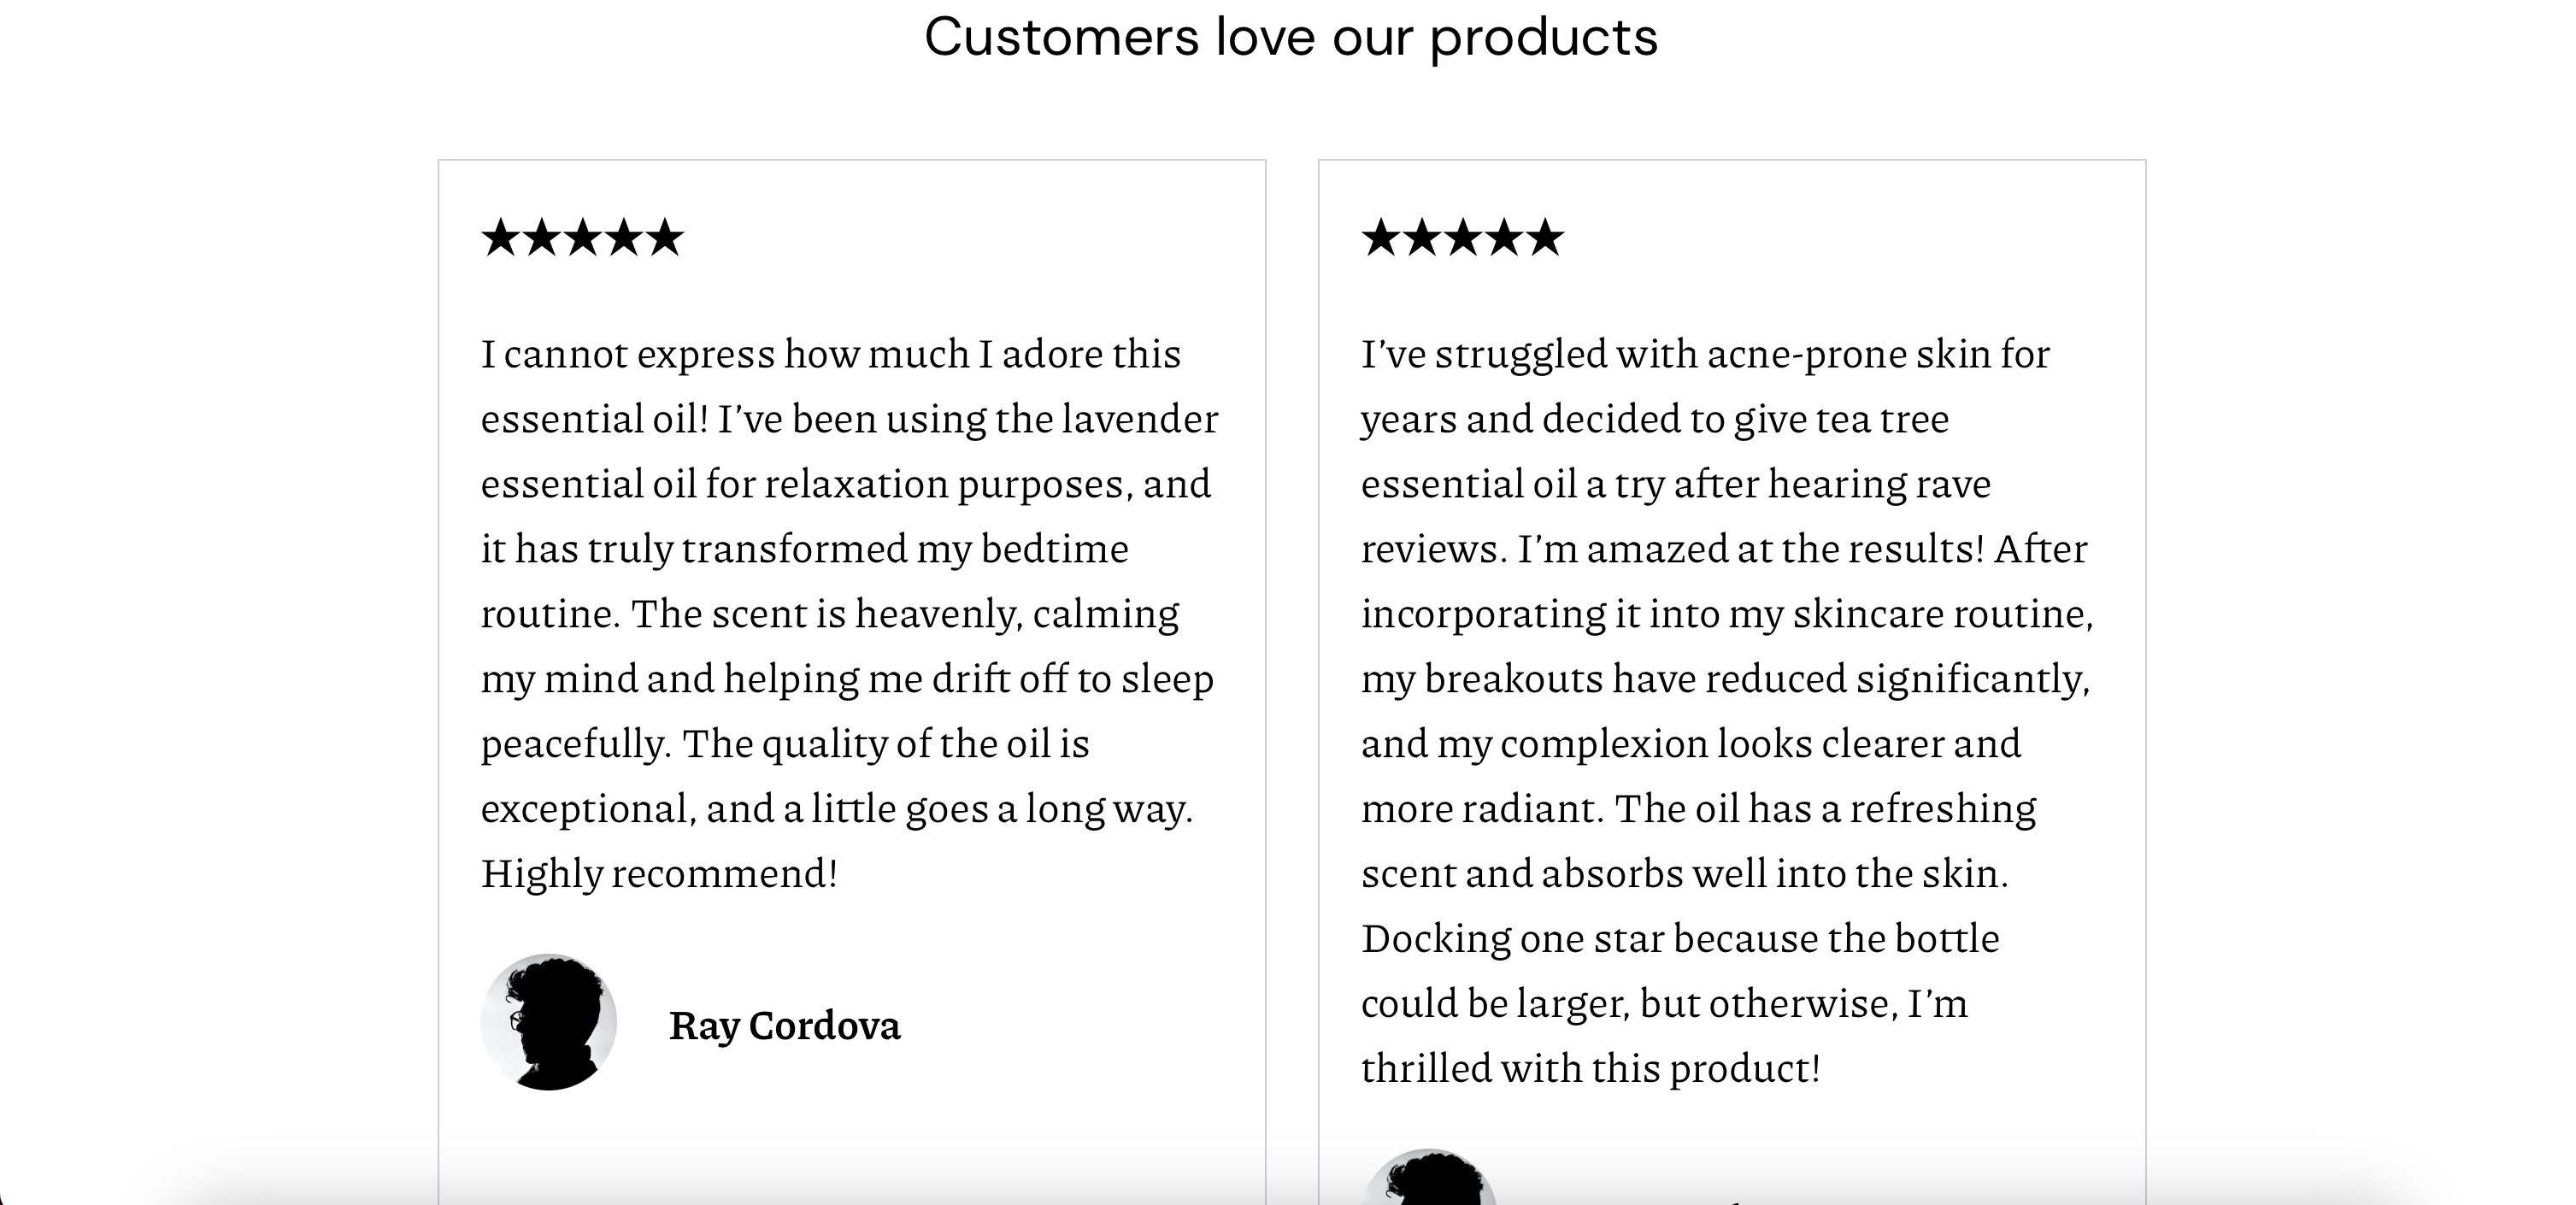 Customers love our products
★★★★★
I cannot express how much I adore this
essential oil! I’ve been using the lavender
essential oil for relaxation purposes, and
it has truly transformed my bedtime
routine. The scent is heavenly, calming
my mind and helping me drift off to sleep
peacefully. The quality of the oil is
exceptional, and a little goes a long way.
Highly recommend!
Ray Cordova
★★★★★
I’ve struggled with acne-prone skin for
years and decided to give tea tree
essential oil a try after hearing rave
reviews. I’m amazed at the results! After
incorporating it into my skincare routine,
my breakouts have reduced significantly,
and my complexion looks clearer and
more radiant. The oil has a refreshing
scent and absorbs well into the skin.
Docking one star because the bottle
could be larger, but otherwise, I’m
thrilled with this product!